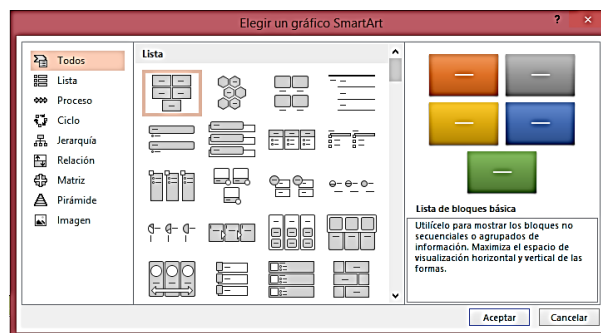 Elegir un gráfico SmartArt
?
×
Todos
Lista
Proceso
Ciclo
Jerarquía
Relación
Matriz
Pirámide
Imagen
Lista
Lista de bloques básica
Utilícelo para mostrar los bloques no
secuenciales o agrupados de
información. Maximiza el espacio de
visualización horizontal y vertical de las
formas.
Aceptar
Cancelar